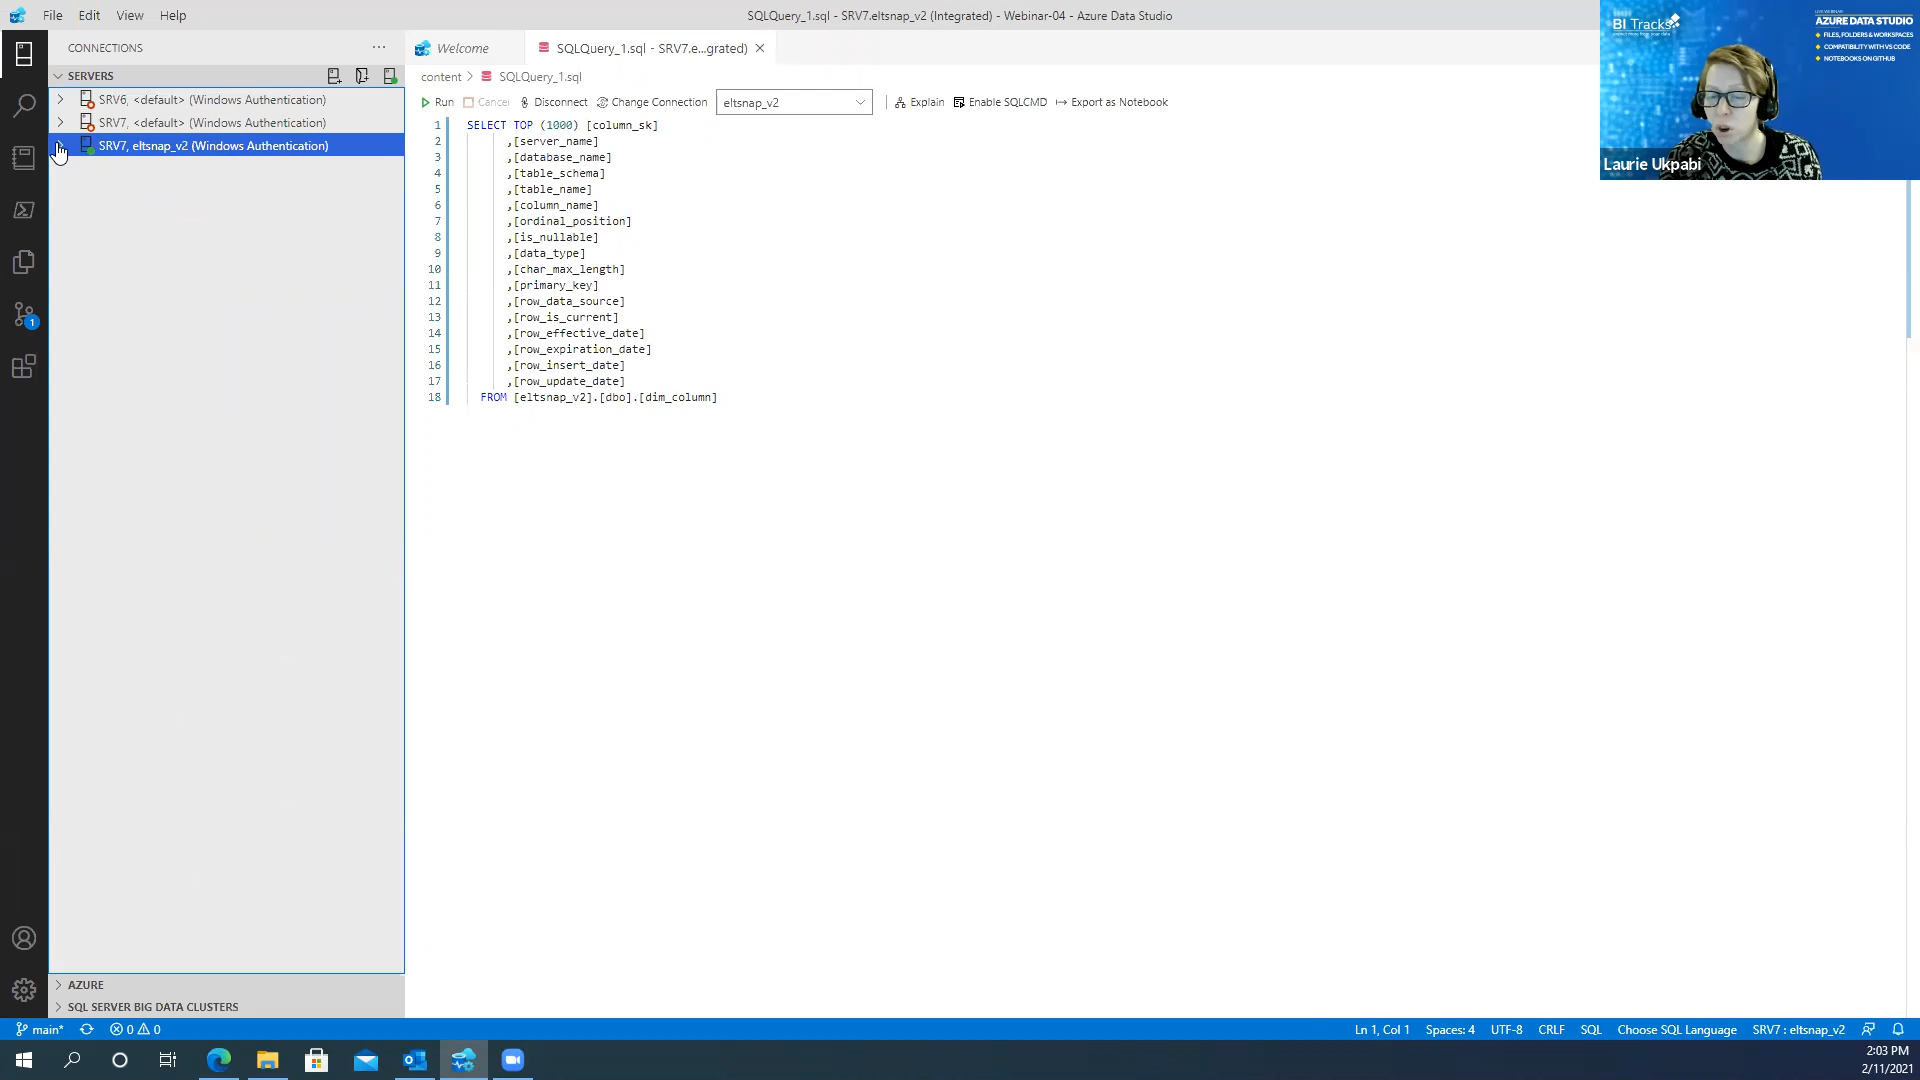 File Edit View Help
SQLQuery_1.sql - SRV7.eltsnap_v2 (Integrated) - Webinar-04 - Azure Data Studio
CONNECTIONS
SERVERS
SRV6, <default> (Windows Authentication)
SRV7, <default> (Windows Authentication)
SRV7, eltsnap_v2 (Windows Authentication)
AZURE
SQL SERVER BIG DATA CLUSTERS
Welcome
SQLQuery_1.sql - SRV7.e...grated)
content > SQLQuery_1.sql
Run Cancel Disconnect Change Connection eltsnap_v2 Explain Enable SQLCMD Export as Notebook
1 SELECT TOP (1000) [column_sk]
2 ,[server_name]
3 ,[database_name]
4 ,[table_schema]
5 ,[table_name]
6 ,[column_name]
7 ,[ordinal_position]
8 ,[is_nullable]
9 ,[data_type]
10 ,[char_max_length]
11 ,[primary_key]
12 ,[row_data_source]
13 ,[row_is_current]
14 ,[row_effective_date]
15 ,[row_expiration_date]
16 ,[row_insert_date]
17 ,[row_update_date]
18 FROM [eltsnap_v2].[dbo].[dim_column]
BI Tracks
LIVE WEBINAR
AZURE DATA STUDIO
FILES, FOLDERS & WORKSPACES
COMPATIBILITY WITH VS CODE
NOTEBOOKS ON GITHUB
Laurie Ukpabi
1
main* 0 0
Ln 1, Col 1 Spaces: 4 UTF-8 CRLF SQL Choose SQL Language SRV7 : eltsnap_v2
2:03 PM
2/11/2021